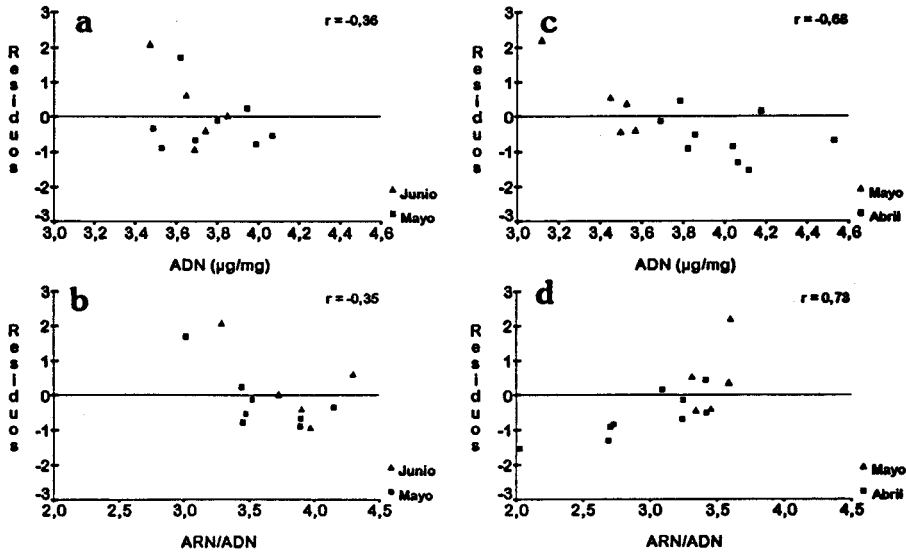 a
r = -0,36
Resíduos
3
2
1
0
-1
-2
-3
3,0 3,2 3,4 3,6 3,8 4,0 4,2 4,4 4,6
ADN (µg/mg)
Junio
Mayo
c
r = -0,68
Resíduos
3
2
1
0
-1
-2
-3
3,0 3,2 3,4 3,6 3,8 4,0 4,2 4,4 4,6
ADN (µg/mg)
Mayo
Abril
b
r = -0,35
Resíduos
3
2
1
0
-1
-2
-3
2,0 2,5 3,0 3,5 4,0 4,5
ARN/ADN
Junio
Mayo
d
r = 0,73
Resíduos
3
2
1
0
-1
-2
-3
2,0 2,5 3,0 3,5 4,0 4,5
ARN/ADN
Mayo
Abril